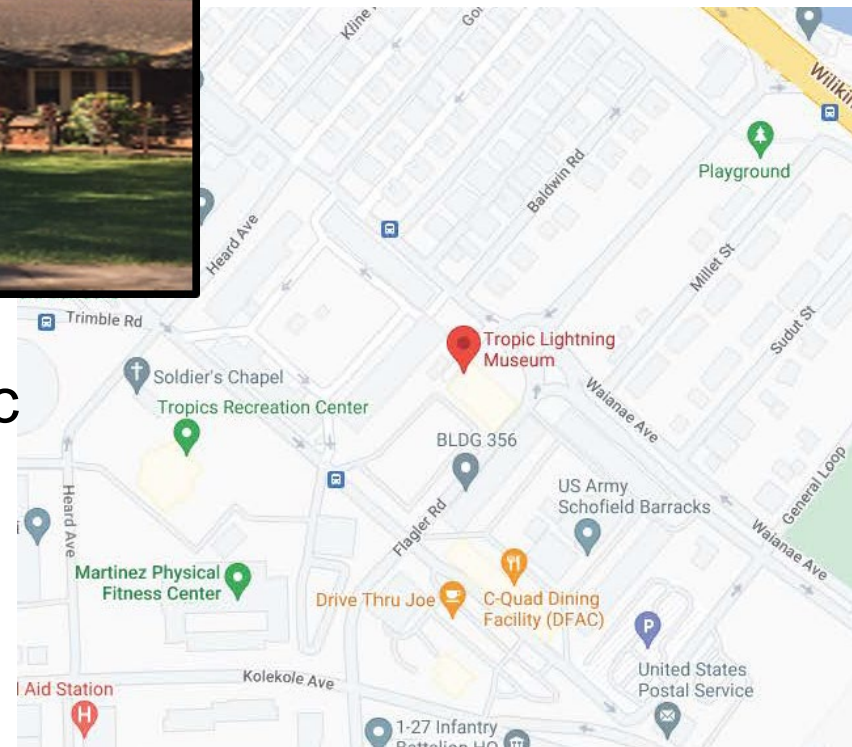 Kline
Wiliki
Playground
Baldwin Rd
Heard Ave
Millet St
Trimble Rd
Sudut St
Tropic Lightning
Museum
Soldier's Chapel
c
Tropics Recreation Center
Waianae Ave
BLDG 356
General Loop
US Army
Schofield Barracks
Heard Ave
Flagler Rd
Waianae Ave
Martinez Physical
Fitness Center
Drive Thru Joe
C-Quad Dining
Facility (DFAC)
P
United States
Postal Service
Kolekole Ave
Aid Station
H
1-27 Infantry